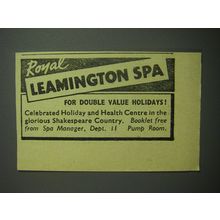 Royal
LEAMINGTON SPA
FOR DOUBLE VALUE HOLIDAYS!
Celebrated Holiday and Health Centre in the
glorious Shakespeare Country. Booklet free
from Spa Manager, Dept. 11 Pump Room.